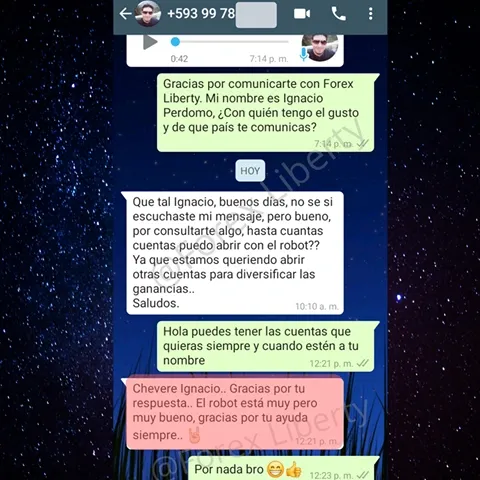 +593 99 78
0:42
7:14 p. m.
Gracias por comunicarte con Forex
Liberty. Mi nombre es Ignacio
Perdomo, ¿Con quién tengo el gusto
y de que país te comunicas?
7:14 p. m.
HOY
Que tal Ignacio, buenos días, no se si
escuchaste mi mensaje, pero bueno,
por consultarte algo, hasta cuantas
cuentas puedo abrir con el robot??
Ya que estamos queriendo abrir
otras cuentas para diversificar las
ganancias..
Saludos.
10:10 a. m.
Hola puedes tener las cuentas que
quieras siempre y cuando estén a tu
nombre
12:21 p. m.
Chevere Ignacio.. Gracias por tu
respuesta.. El robot está muy pero
muy bueno, gracias por tu ayuda
siempre.. ✌
12:21 p. m.
Por nada bro 😁👍
12:23 p. m.
@Forex Liberty
@Forex Liberty